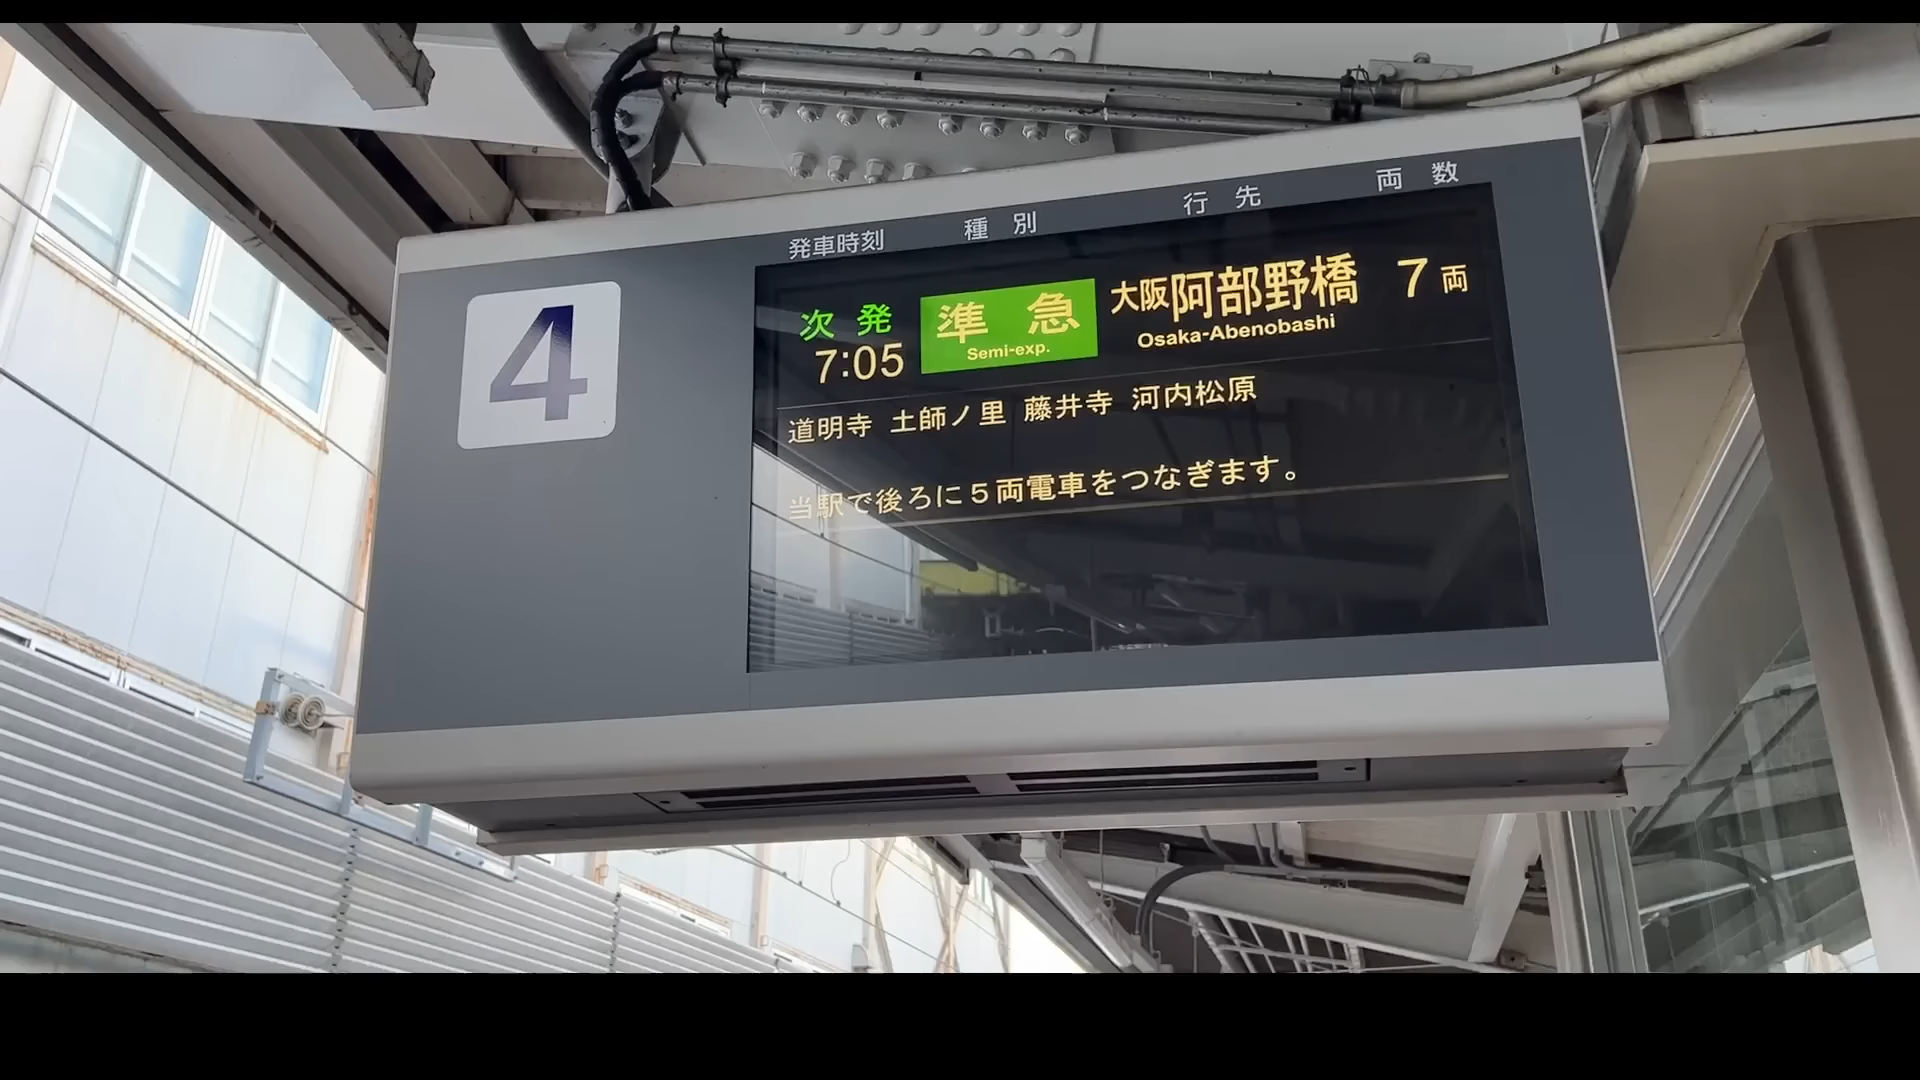 4
発車時刻 種別 行先 両数
次発 準急 大阪阿部野橋 7両
7:05 Semi-exp. Osaka-Abenobashi
道明寺 土師ノ里 藤井寺 河内松原
当駅で後ろに5両電車をつなぎます。